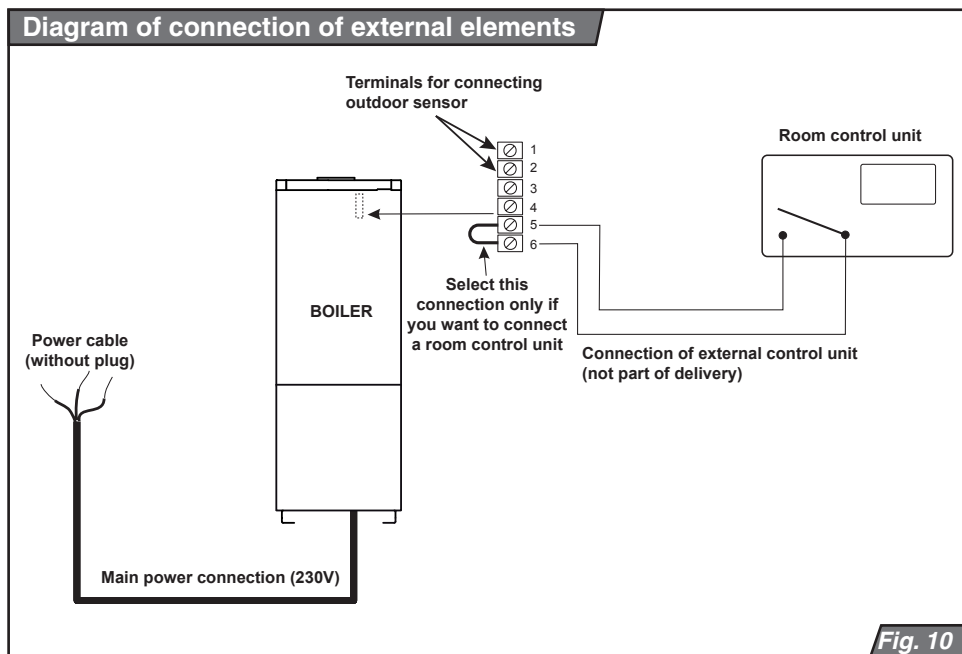 Diagram of connection of external elements
Terminals for connecting
outdoor sensor
Room control unit
1
2
3
4
5
6
Select this
connection only if
you want to connect
a room control unit
BOILER
Power cable
(without plug)
Connection of external control unit
(not part of delivery)
Main power connection (230V)
Fig. 10